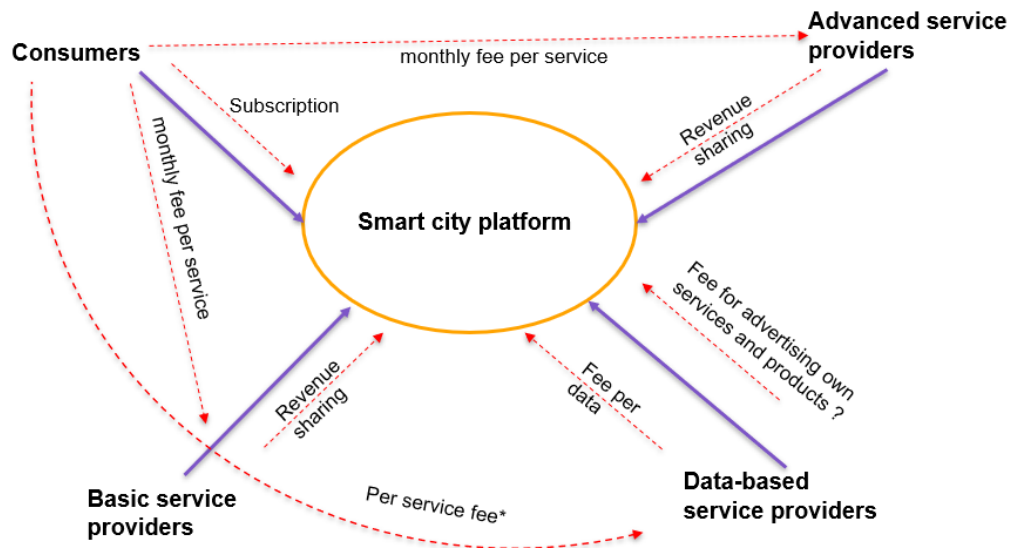 Advanced service
providers
Consumers
monthly fee per service
Subscription
Revenue
sharing
monthly fee per service
Smart city platform
Fee for advertising own
services and products ?
Revenue
sharing
Fee per
data
Basic service
providers
Per service fee*
Data-based
service providers